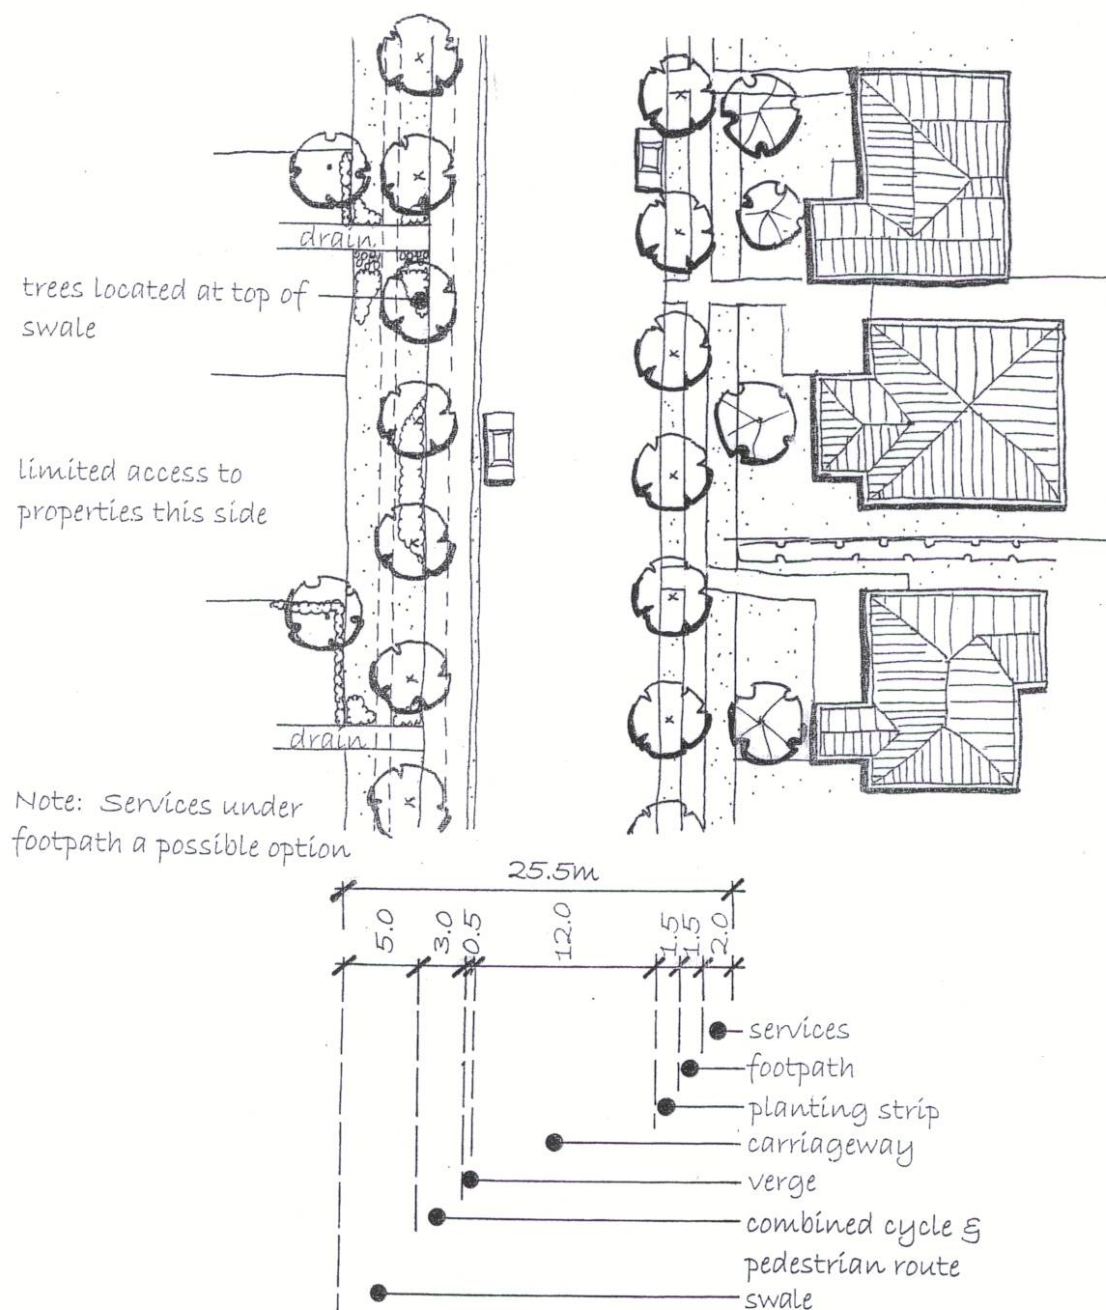 drain
trees located at top of
swale
limited access to
properties this side
drain
Note: Services under
footpath a possible option
25.5m
5.0
3.0
0.5
12.0
1.5
1.5
2.0
services
footpath
planting strip
carriageway
verge
combined cycle &
pedestrian route
swale